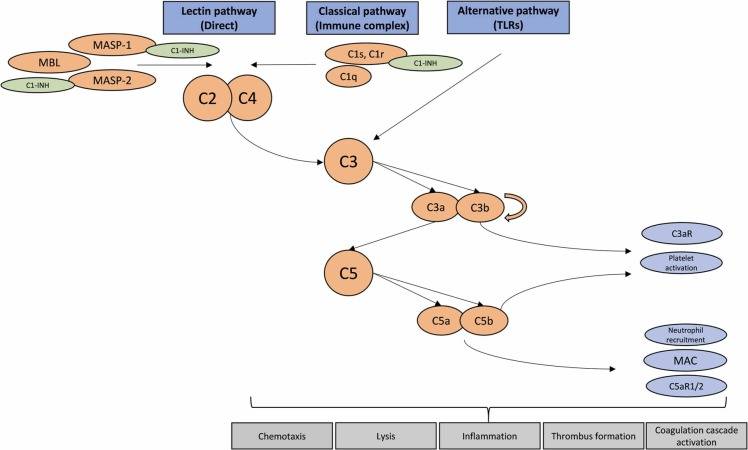 Lectin pathway
(Direct)
Classical pathway
(Immune complex)
Alternative pathway
(TLRs)
MASP-1
C1-INH
MBL
C1-INH
MASP-2
C1s, C1r
C1-INH
C1q
C2
C4
C3
C3a
C3b
C3aR
Platelet
activation
C5
C5a
C5b
Neutrophil
recruitment
MAC
C5aR1/2
Chemotaxis
Lysis
Inflammation
Thrombus formation
Coagulation cascade
activation